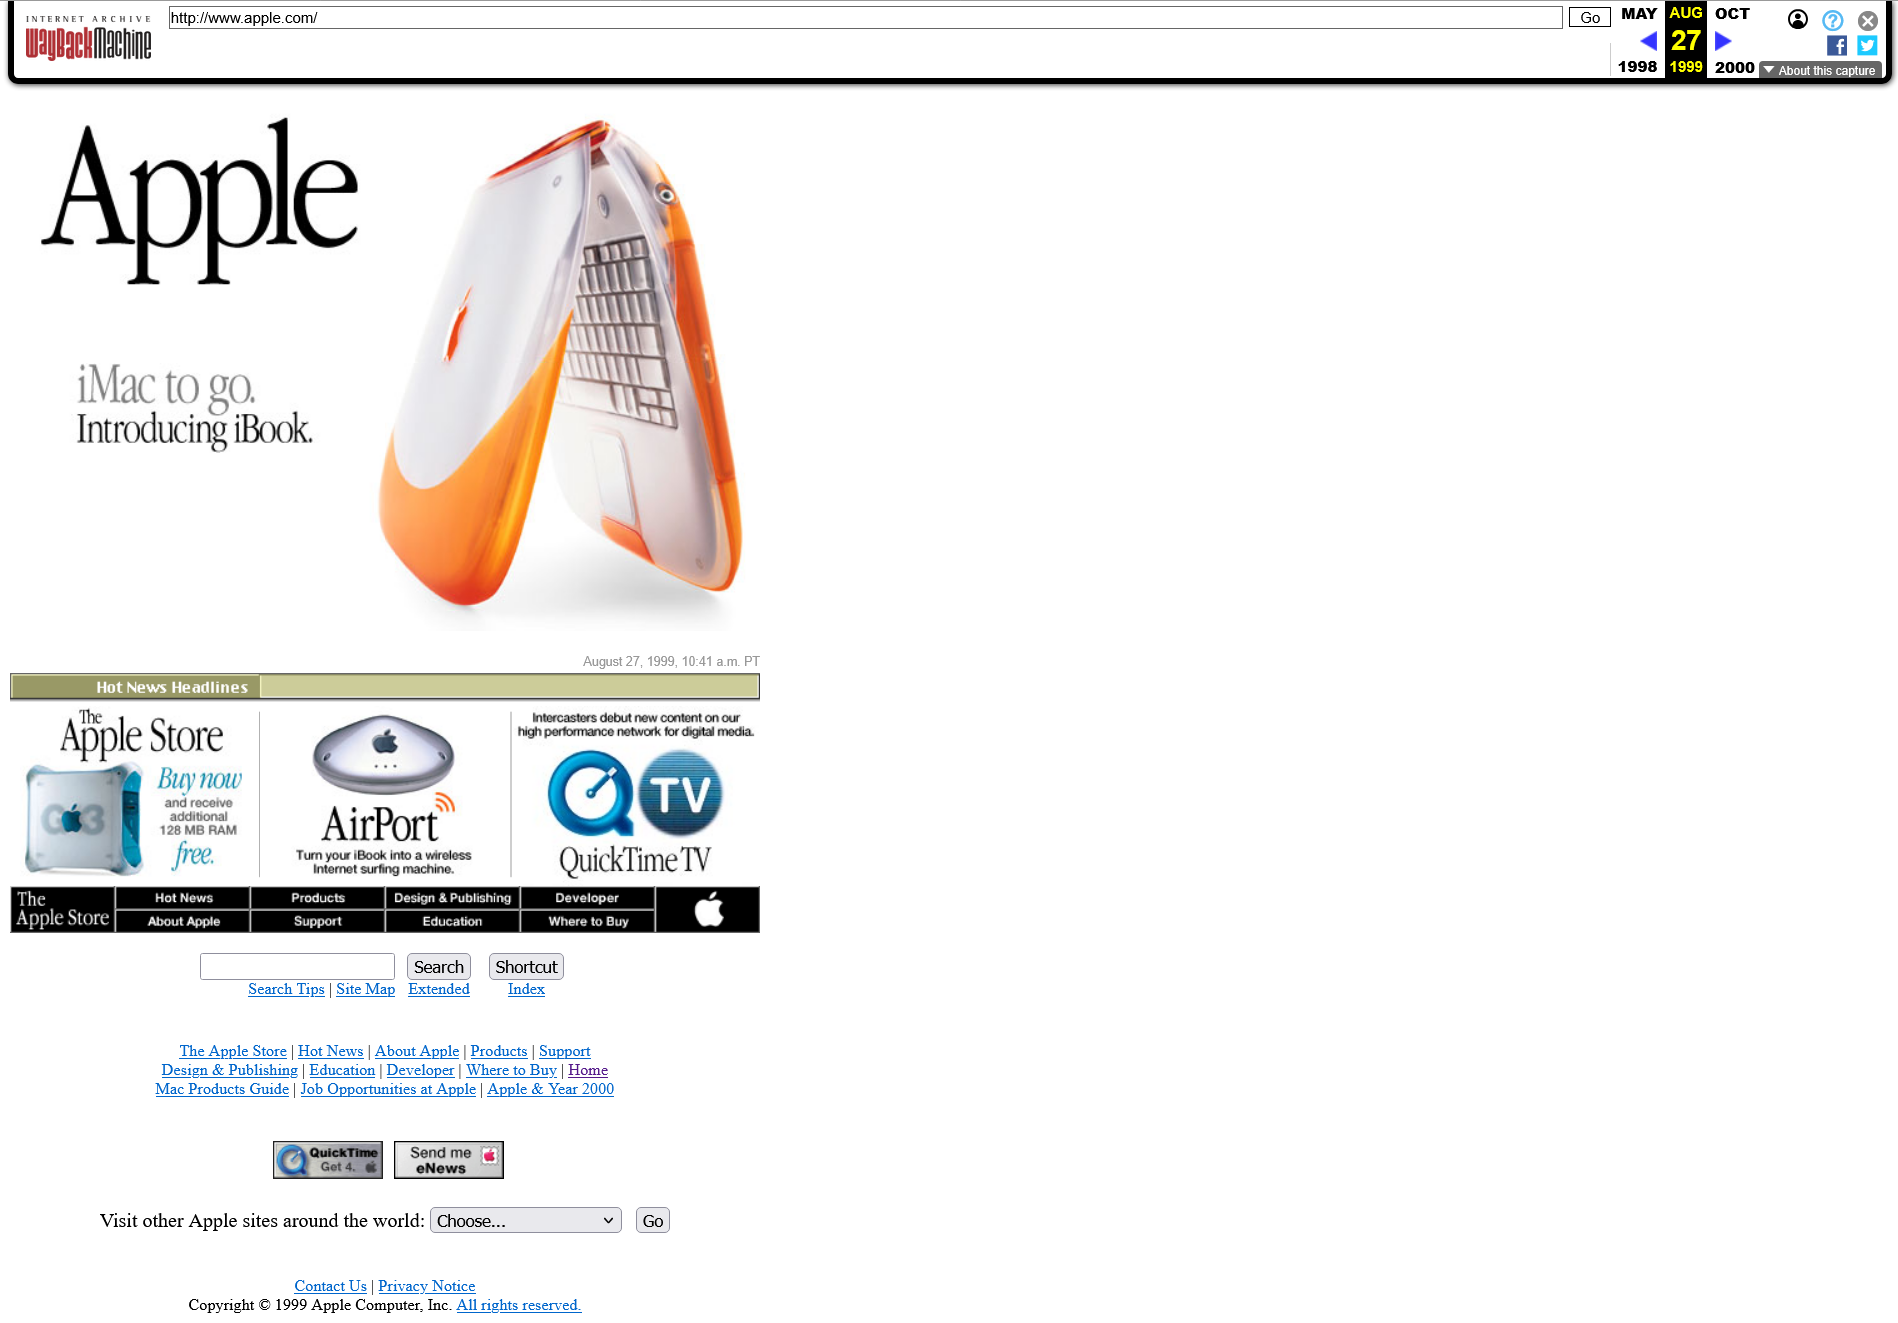 INTERNET ARCHIVE
WayBackMachine
http://www.apple.com/
Go
MAY
AUG
OCT
27
1998
1999
2000
About this capture
Apple
iMac to go.
Introducing iBook.
August 27, 1999, 10:41 a.m. PT
Hot News Headlines
The
Apple Store
G3
Buy now
and receive
additional
128 MB RAM
free.
AirPort
Turn your iBook into a wireless
Internet surfing machine.
Intercasters debut new content on our
high performance network for digital media.
TV
QuickTime TV
The
Apple Store
Hot News
Products
Design & Publishing
Developer
About Apple
Support
Education
Where to Buy
Search
Shortcut
Search Tips | Site Map
Extended
Index
The Apple Store | Hot News | About Apple | Products | Support
Design & Publishing | Education | Developer | Where to Buy | Home
Mac Products Guide | Job Opportunities at Apple | Apple & Year 2000
QuickTime
Get 4.
Send me
eNews
Visit other Apple sites around the world: Choose... Go
Contact Us | Privacy Notice
Copyright © 1999 Apple Computer, Inc. All rights reserved.